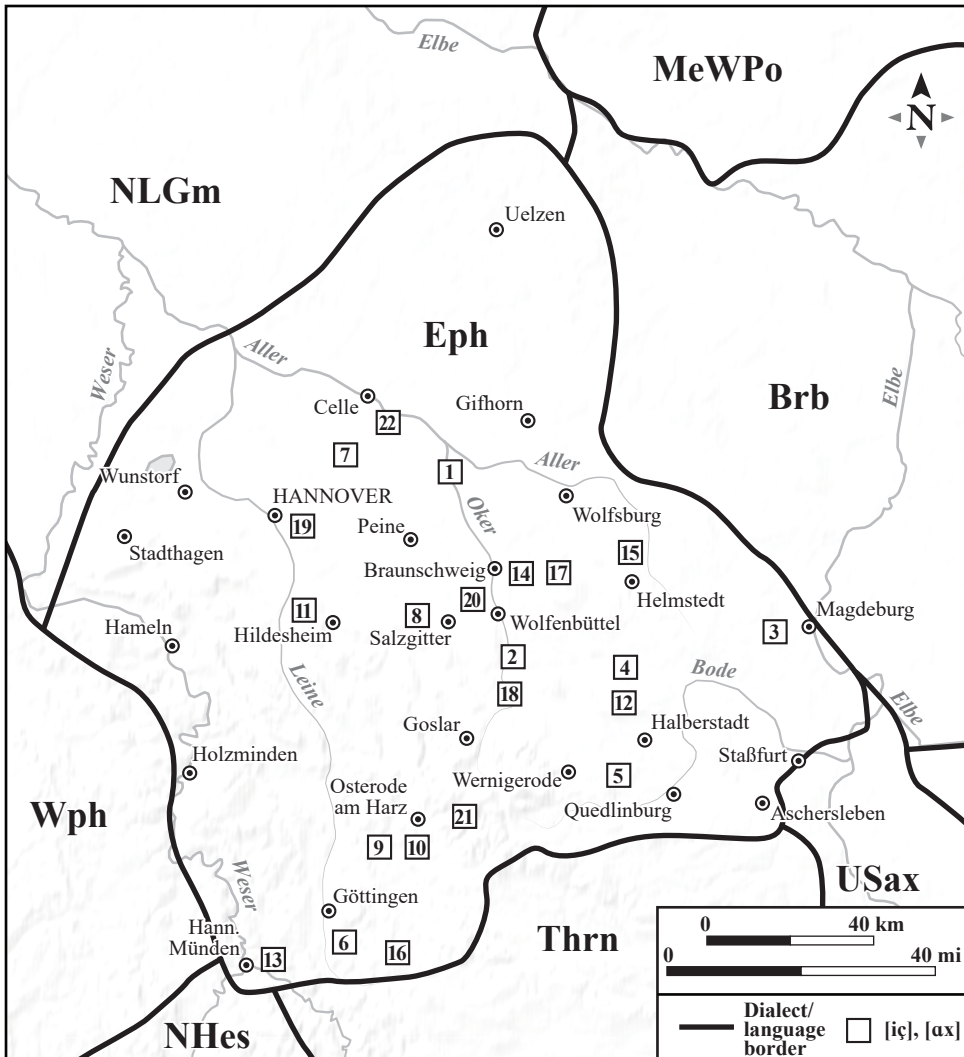 Elbe
MeWPo
N
NLGm
Uelzen
Eph
Aller
Weser
Elbe
Brb
Celle
22
Gifhorn
7
1
Aller
Wunstorf
HANNOVER
19
Peine
Oker
Wolfsburg
Stadthagen
15
Braunschweig
14
17
Helmstedt
20
11
8
Wolfenbüttel
Magdeburg
3
Hameln
Hildesheim
Salzgitter
2
4
Bode
Leine
18
12
Elbe
Goslar
Halberstadt
Staßfurt
Holzminden
Wernigerode
5
Osterode
am Harz
21
Quedlinburg
Aschersleben
Wph
9
10
USax
Weser
Göttingen
Thrn
Hann.
Münden
13
6
16
NHes
0
40 km
0
40 mi
Dialect/
language
border
[iç], [ɑx]